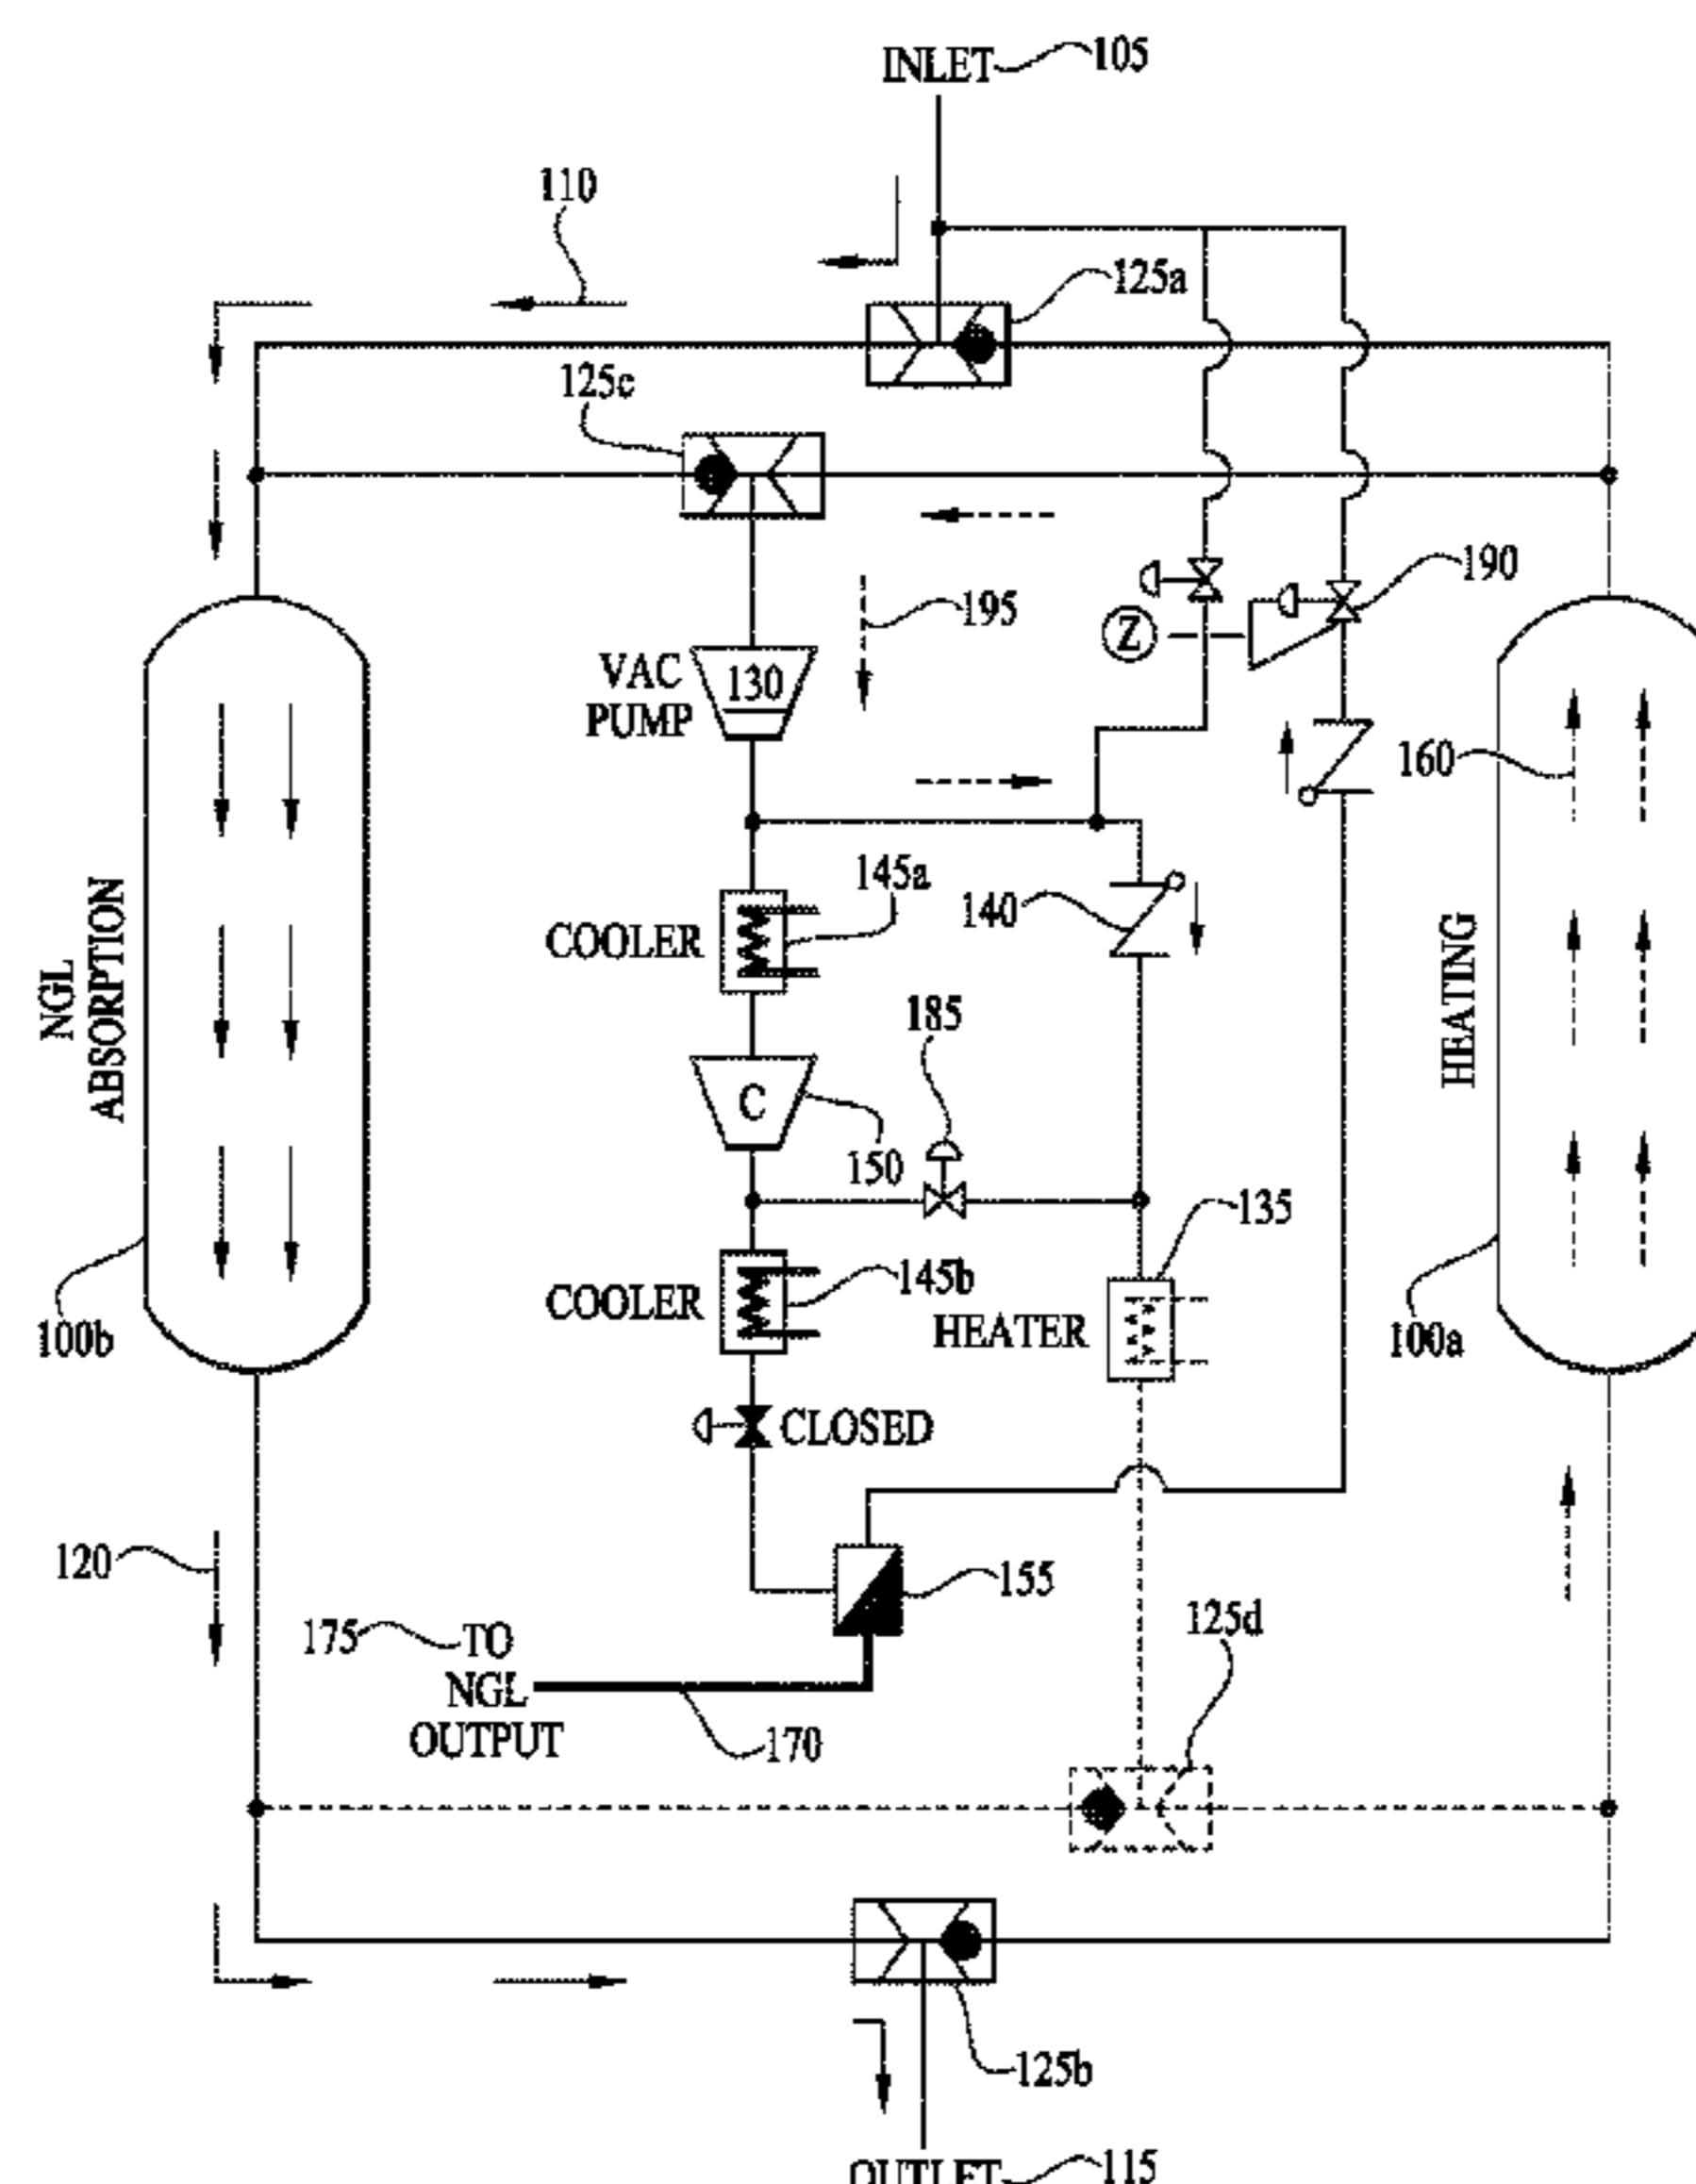 INLET 105
110
125a
125c
190
195
Z
VAC
PUMP
130
160
145a
COOLER
140
NGL
ABSORPTION
HEATING
185
C
150
135
145b
COOLER
HEATER
100b
100a
CLOSED
120
155
175 TO
NGL
OUTPUT
170
125d
125b
OUTLET 115